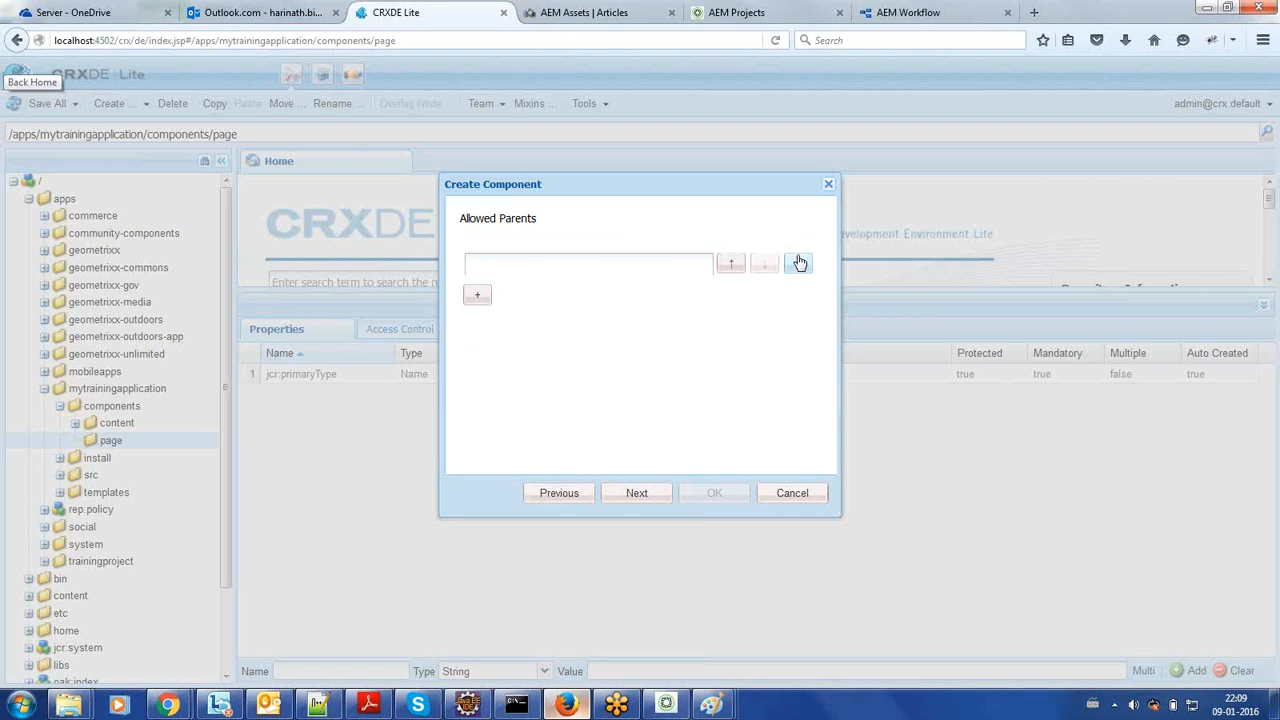 Server - OneDrive
Outlook.com - harinath.bi...
CRXDE Lite
AEM Assets | Articles
AEM Projects
AEM Workflow
localhost:4502/crx/de/index.jsp#/apps/mytrainingapplication/components/page
Search
CRXDE | Lite
Back Home
Save All
Create ...
Delete
Copy
Paste
Move ...
Rename ...
Overlay Node
Team
Mixins ...
Tools
admin@crx.default
/apps/mytrainingapplication/components/page
Home
/
apps
commerce
community-components
geometrixx
geometrixx-commons
geometrixx-gov
geometrixx-media
geometrixx-outdoors
geometrixx-outdoors-app
geometrixx-unlimited
mobileapps
mytrainingapplication
components
content
page
install
src
templates
rep:policy
social
system
trainingproject
bin
content
etc
home
jcr:system
libs
oak:index
CRXDE
elopment Environment Lite
Enter search term to search the r
Create Component
Allowed Parents
↑
↓
+
Previous
Next
OK
Cancel
Properties
Access Control
Name
Type
Protected
Mandatory
Multiple
Auto Created
1
jcr:primaryType
Name
true
true
false
true
Name
Type
String
Value
Multi
Add
Clear
22:09
09-01-2016